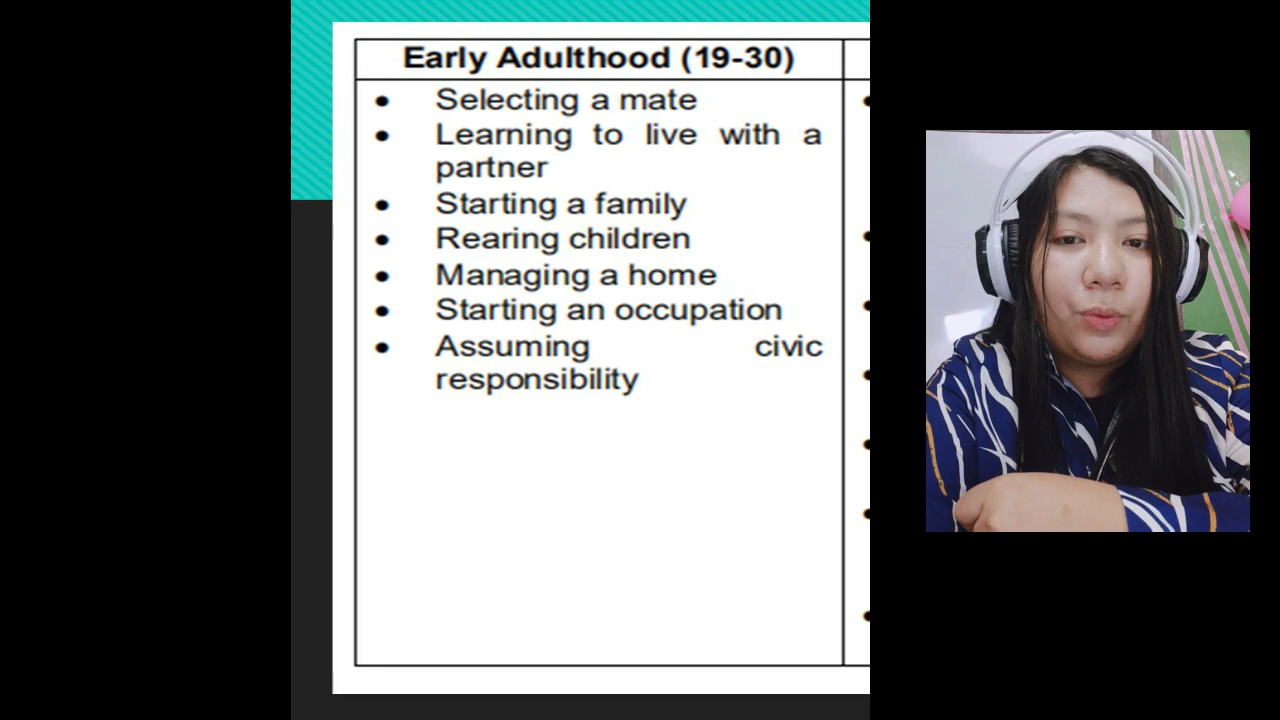 Early Adulthood (19-30)
• Selecting a mate
• Learning to live with a
partner
• Starting a family
• Rearing children
• Managing a home
• Starting an occupation
• Assuming civic
responsibility